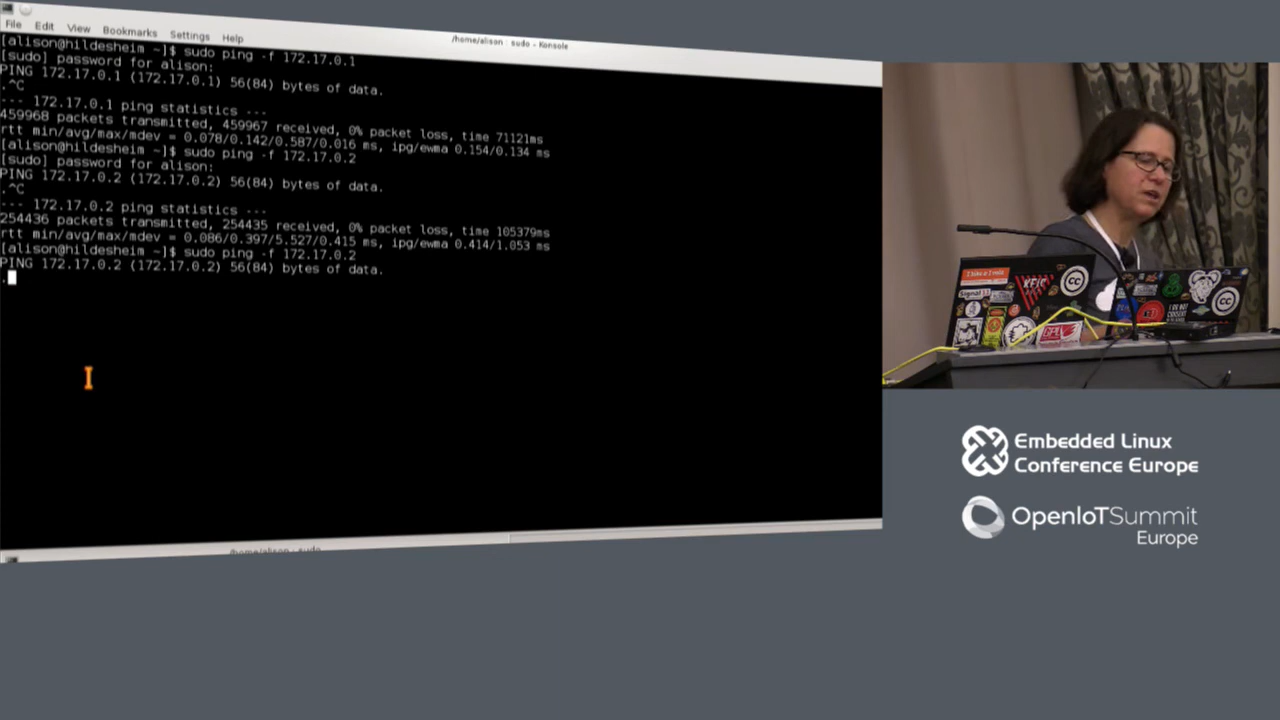 File Edit View Bookmarks Settings Help
/home/alison : sudo - Konsole
[alison@hildesheim ~]$ sudo ping -f 172.17.0.1
[sudo] password for alison:
PING 172.17.0.1 (172.17.0.1) 56(84) bytes of data.
.^C
--- 172.17.0.1 ping statistics ---
459968 packets transmitted, 459967 received, 0% packet loss, time 71121ms
rtt min/avg/max/mdev = 0.078/0.142/0.587/0.016 ms, ipg/ewma 0.154/0.134 ms
[alison@hildesheim ~]$ sudo ping -f 172.17.0.2
[sudo] password for alison:
PING 172.17.0.2 (172.17.0.2) 56(84) bytes of data.
.^C
--- 172.17.0.2 ping statistics ---
254436 packets transmitted, 254435 received, 0% packet loss, time 105379ms
rtt min/avg/max/mdev = 0.086/0.397/5.527/0.415 ms, ipg/ewma 0.414/1.053 ms
[alison@hildesheim ~]$ sudo ping -f 172.17.0.2
PING 172.17.0.2 (172.17.0.2) 56(84) bytes of data.
.
/home/alison : sudo
cc
GPL
cc
Embedded Linux
Conference Europe
OpenIoTSummit
Europe